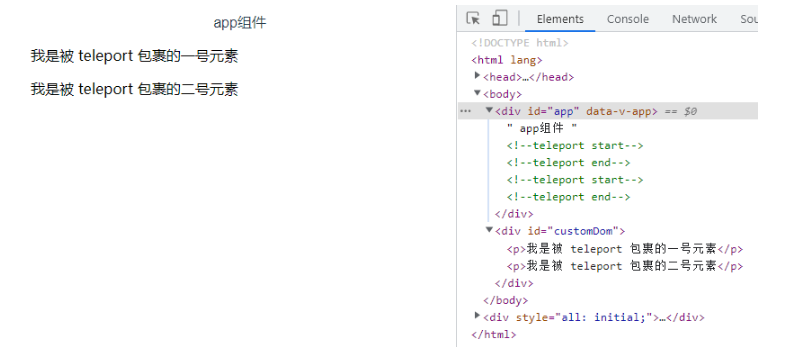 app组件
我是被 teleport 包裹的一号元素
我是被 teleport 包裹的二号元素
Elements Console Network Sou
<!DOCTYPE html>
<html lang>
<head>…</head>
<body>
… <div id="app" data-v-app> == $0
" app组件 "
<!--teleport start-->
<!--teleport end-->
<!--teleport start-->
<!--teleport end-->
</div>
<div id="customDom">
<p>我是被 teleport 包裹的一号元素</p>
<p>我是被 teleport 包裹的二号元素</p>
</div>
</body>
<div style="all: initial;">…</div>
</html>